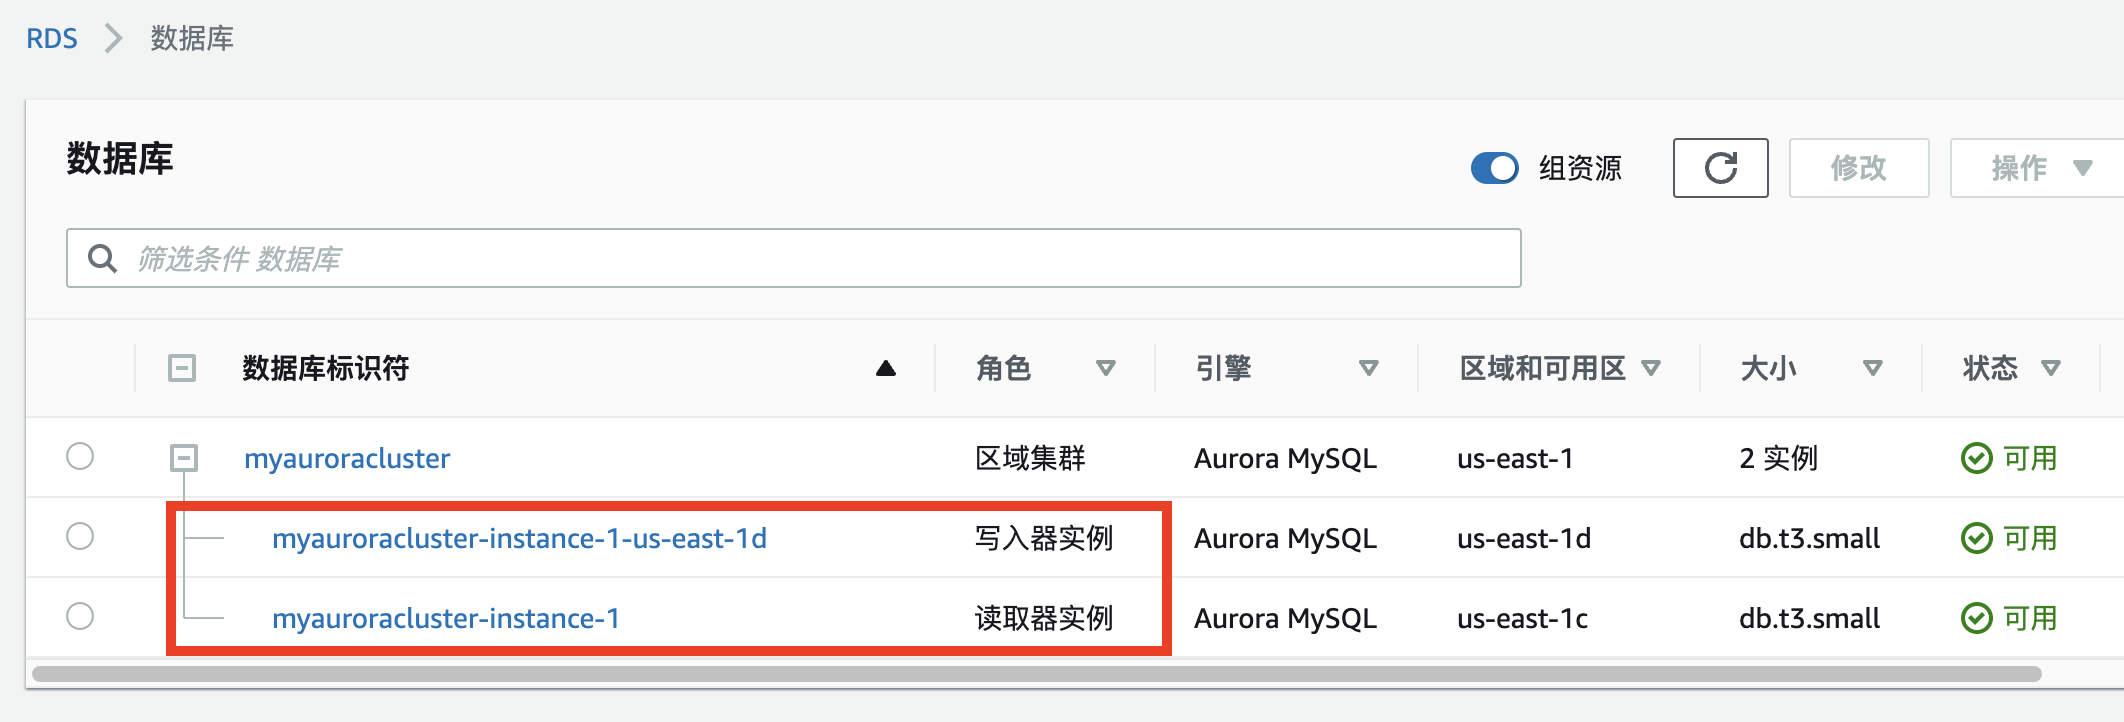 RDS 数据库
数据库 组资源 修改 操作
筛选条件 数据库
数据库标识符 角色 引擎 区域和可用区 大小 状态
myauroracluster 区域集群 Aurora MySQL us-east-1 2 实例 可用
myauroracluster-instance-1-us-east-1d 写入器实例 Aurora MySQL us-east-1d db.t3.small 可用
myauroracluster-instance-1 读取器实例 Aurora MySQL us-east-1c db.t3.small 可用